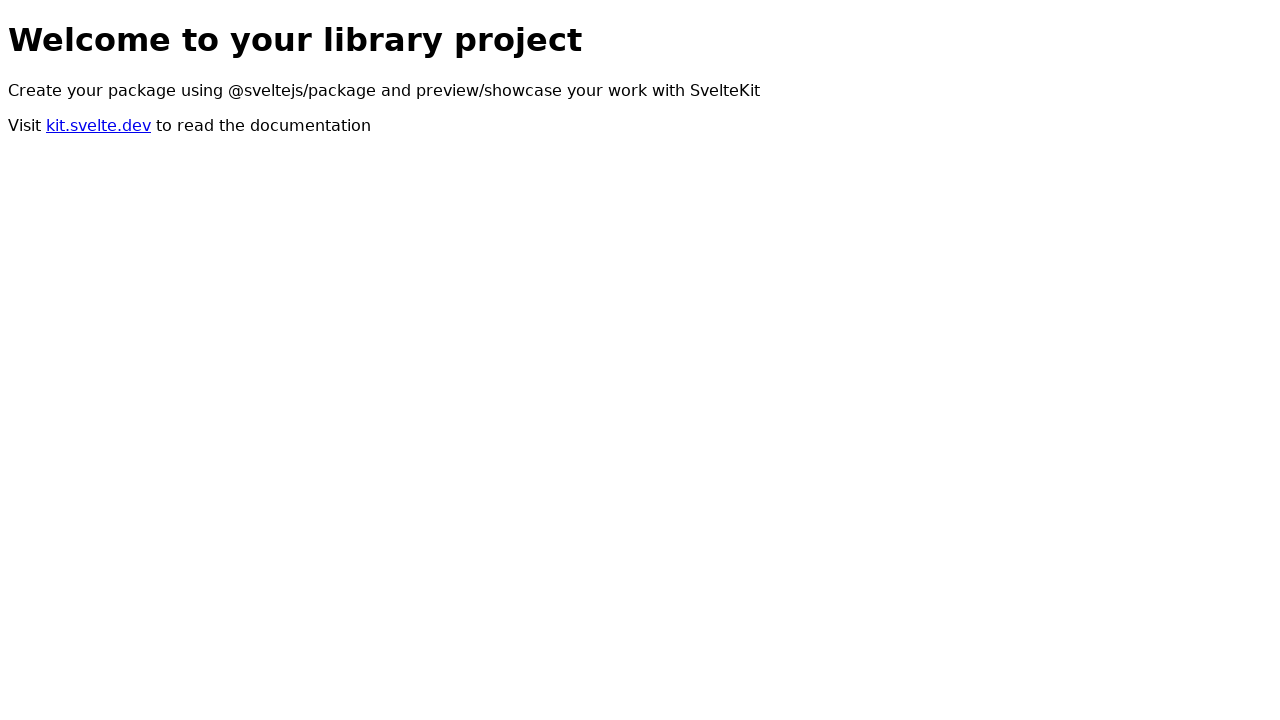 Welcome to your library project
Create your package using @sveltejs/package and preview/showcase your work with SvelteKit
Visit kit.svelte.dev to read the documentation